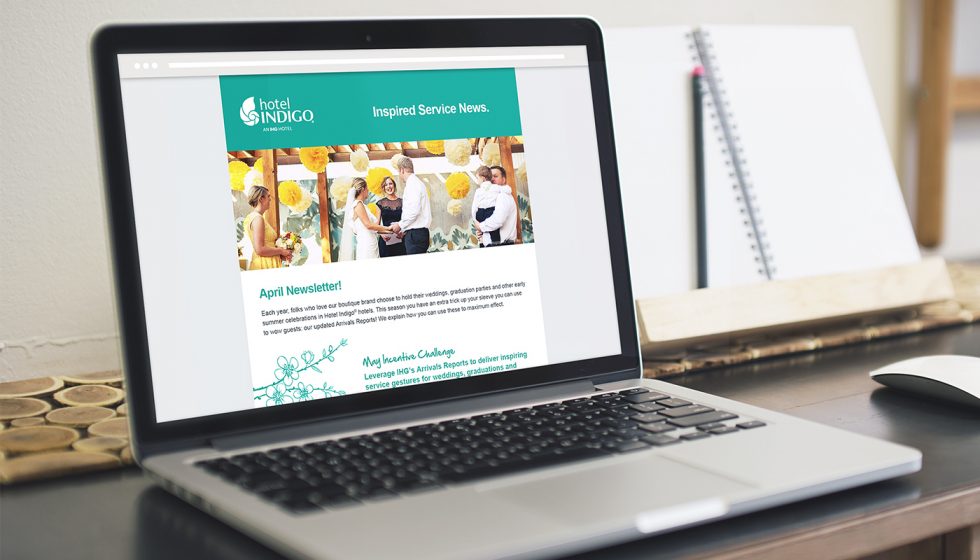 hotel
INDIGO
AN IHG HOTEL
Inspired Service News.
April Newsletter!
Each year, folks who love our boutique brand choose to hold their weddings, graduation parties and other early
summer celebrations in Hotel Indigo® hotels. This season you have an extra trick up your sleeve you can use
to wow guests: our updated Arrivals Reports! We explain how you can use these to maximum effect.
May Incentive Challenge
Leverage IHG's Arrivals Reports to deliver inspiring
service gestures for weddings, graduations and